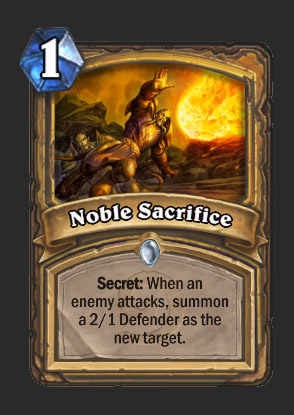 1
Noble Sacrifice
Secret: When an
enemy attacks, summon
a 2/1 Defender as the
new target.